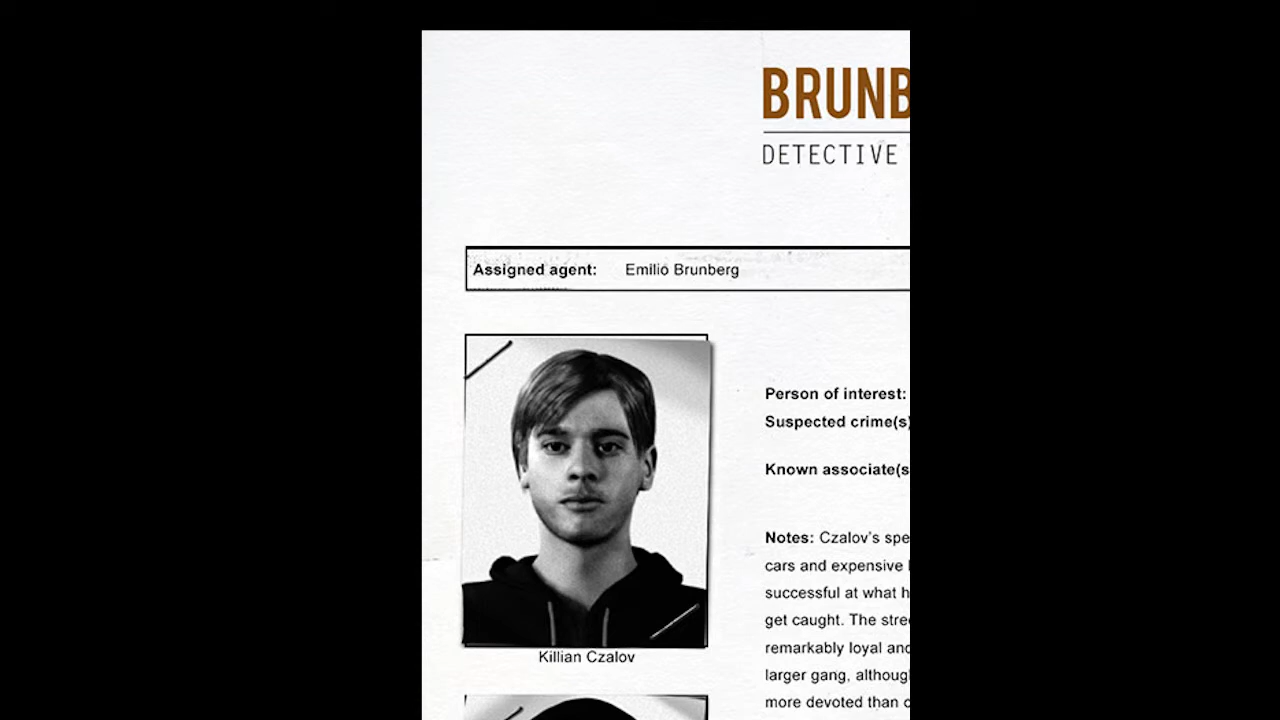 BRUNB
DETECTIVE
Assigned agent: Emilio Brunberg
Person of interest:
Suspected crime(s)
Known associate(s
Notes: Czalov's spe
cars and expensive
successful at what h
get caught. The stre
remarkably loyal and
larger gang, although
more devoted than
Killian Czalov